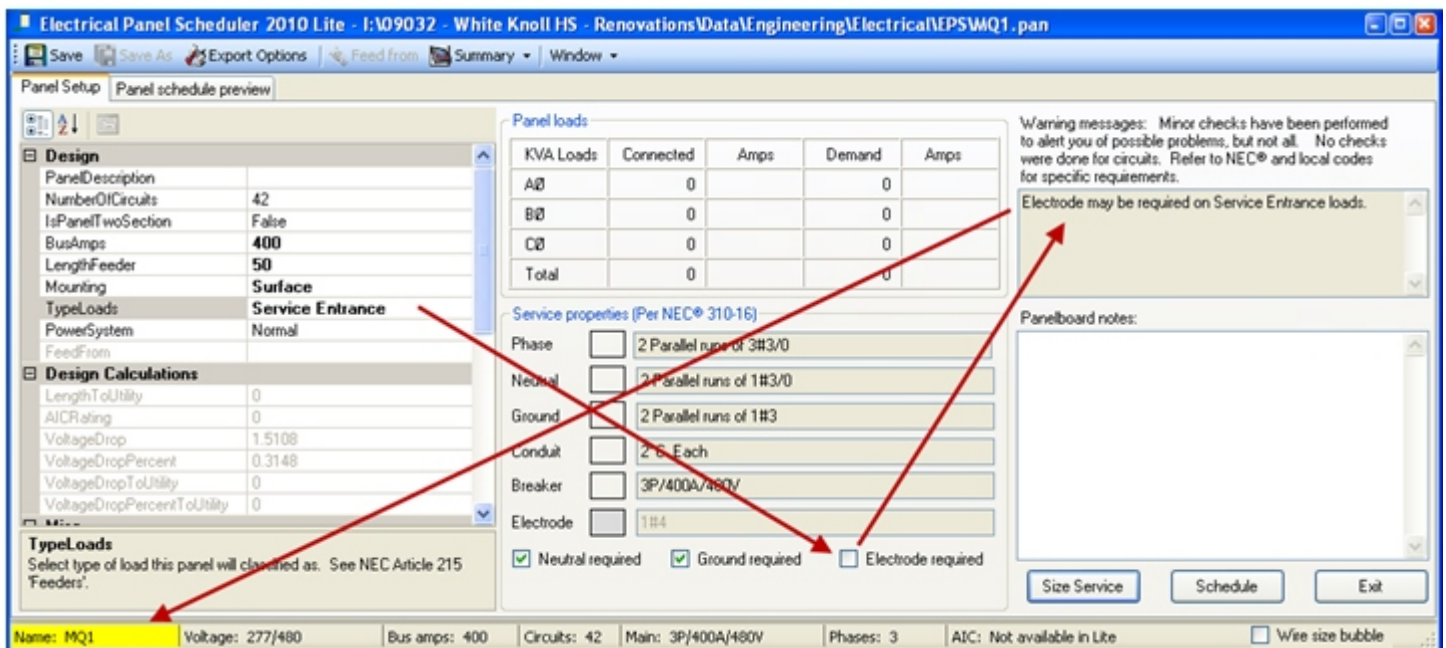 Electrical Panel Scheduler 2010 Lite - I:\09032 - White Knoll HS - Renovations\Data\Engineering\Electrical\EPS\MQ1.pan
Save Save As Export Options Feed from Summary Window
Panel Setup Panel schedule preview
Design
PanelDescription
NumberOfCircuits 42
IsPanelTwoSection False
BusAmps 400
LengthFeeder 50
Mounting Surface
TypeLoads Service Entrance
PowerSystem Normal
FeedFrom
Design Calculations
LengthToUtility 0
AICRating 0
VoltageDrop 1.5108
VoltageDropPercent 0.3148
VoltageDropToUtility 0
VoltageDropPercentToUtility 0
TypeLoads
Select type of load this panel will classified as. See NEC Article 215
'Feeders'.
Panel loads
KVA Loads Connected Amps Demand Amps
AØ 0 0
BØ 0 0
CØ 0 0
Total 0 0
Service properties (Per NEC® 310-16)
Phase 2 Parallel runs of 3#3/0
Neutral 2 Parallel runs of 1#3/0
Ground 2 Parallel runs of 1#3
Conduit 2"C. Each
Breaker 3P/400A/480V
Electrode 1#4
Neutral required Ground required Electrode required
Warning messages: Minor checks have been performed
to alert you of possible problems, but not all. No checks
were done for circuits. Refer to NEC® and local codes
for specific requirements.
Electrode may be required on Service Entrance loads.
Panelboard notes:
Size Service Schedule Exit
Name: MQ1 Voltage: 277/480 Bus amps: 400 Circuits: 42 Main: 3P/400A/480V Phases: 3 AIC: Not available in Lite Wire size bubble